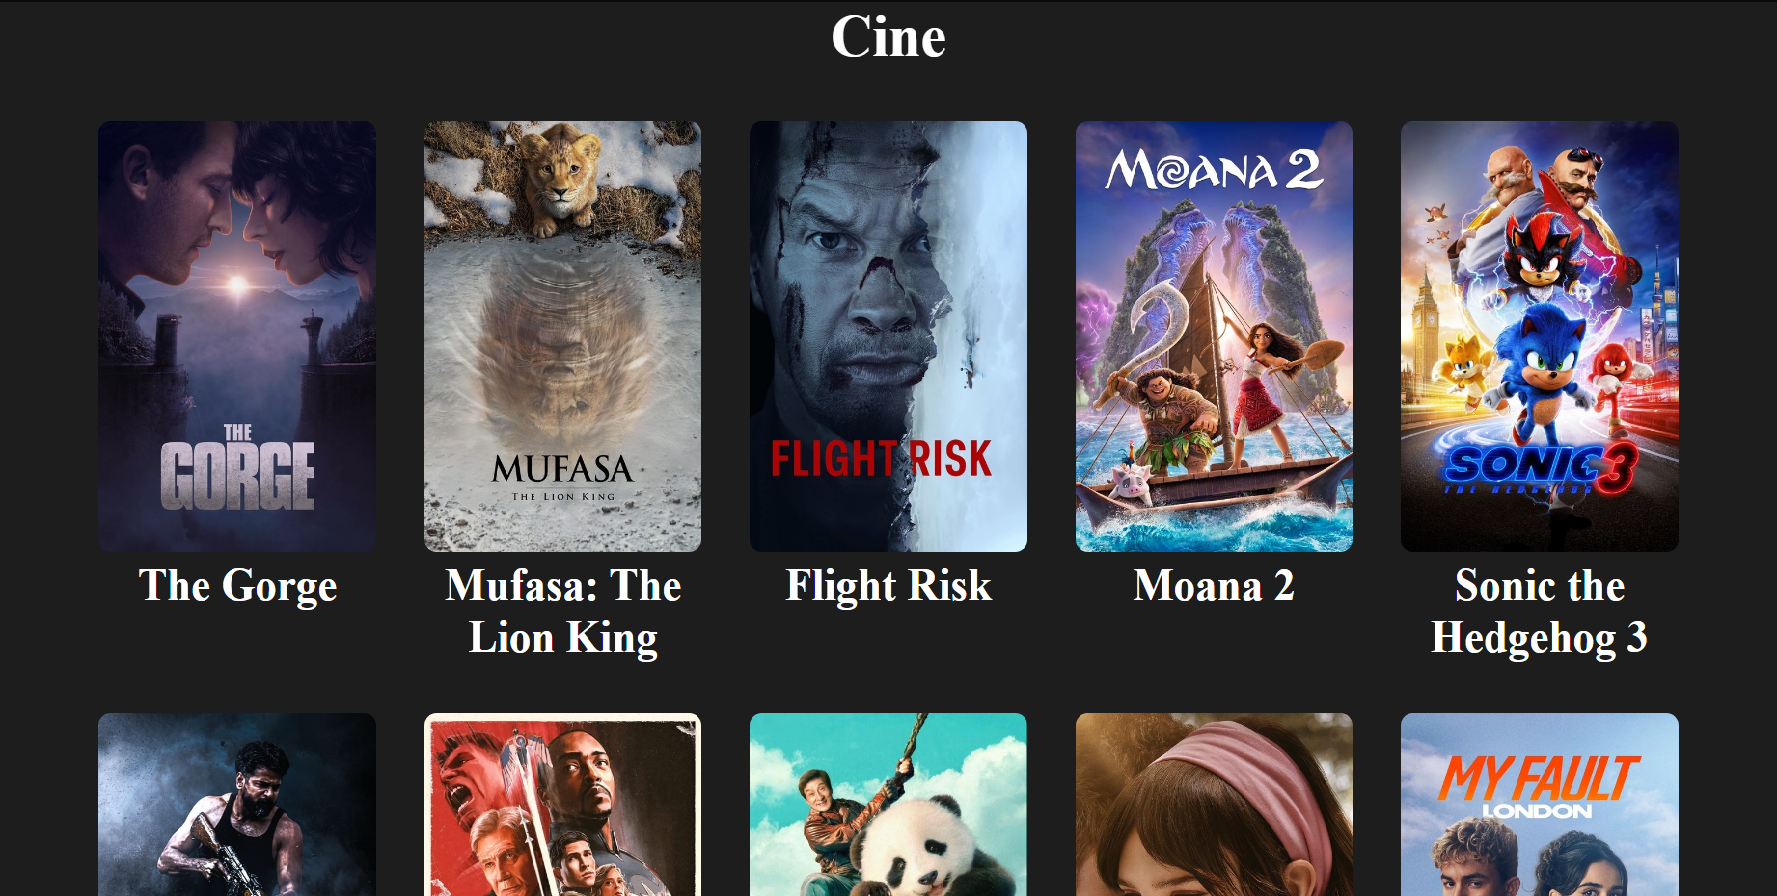 Cine
THE
GORGE
MUFASA
THE LION KING
FLIGHT RISK
MOANA 2
SONIC 3
THE HEDGEHOG
The Gorge
Mufasa: The
Lion King
Flight Risk
Moana 2
Sonic the
Hedgehog 3
MY FAULT
LONDON